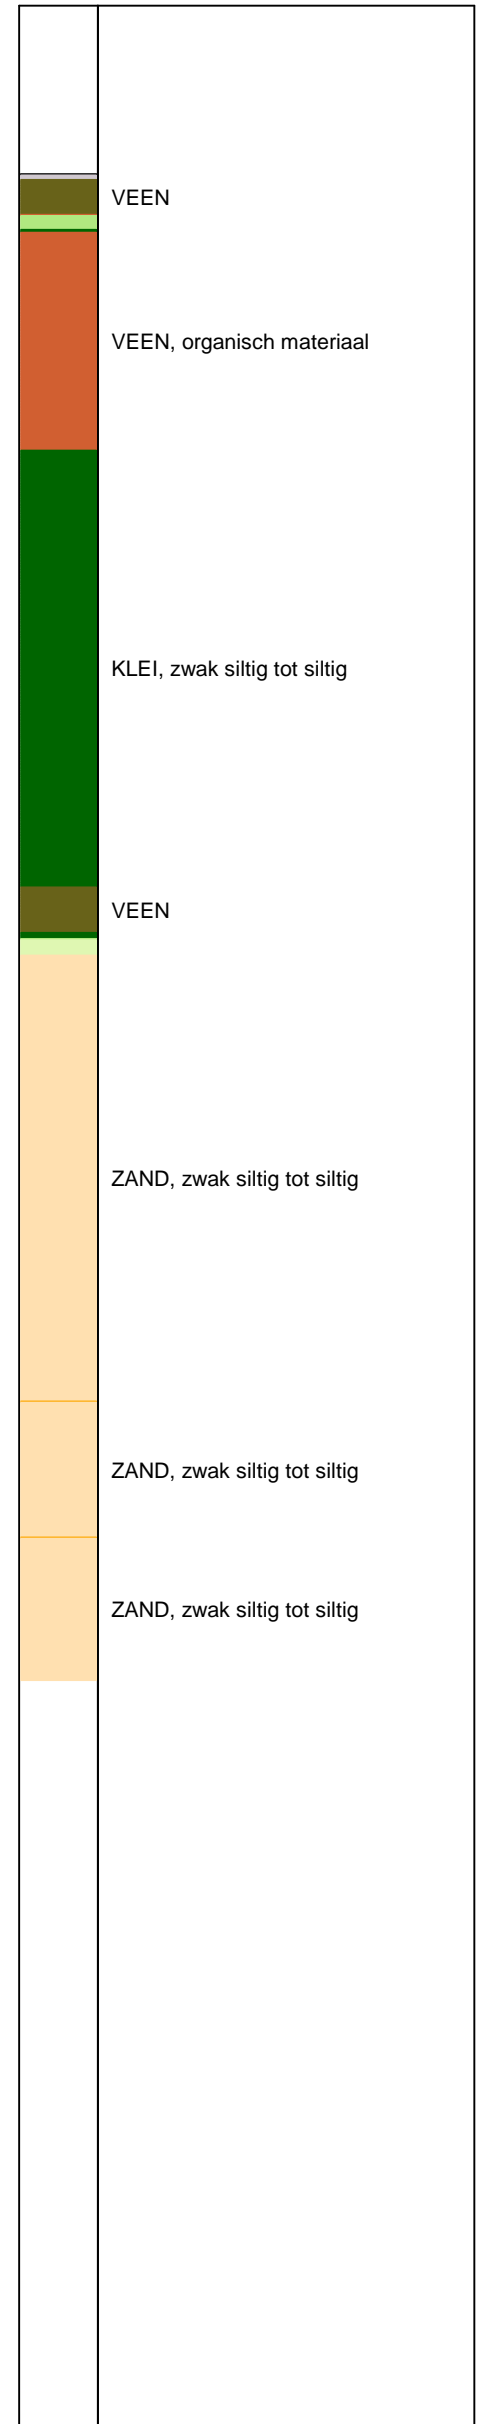 VEEN
VEEN, organisch materiaal
KLEI, zwak siltig tot siltig
VEEN
ZAND, zwak siltig tot siltig
ZAND, zwak siltig tot siltig
ZAND, zwak siltig tot siltig